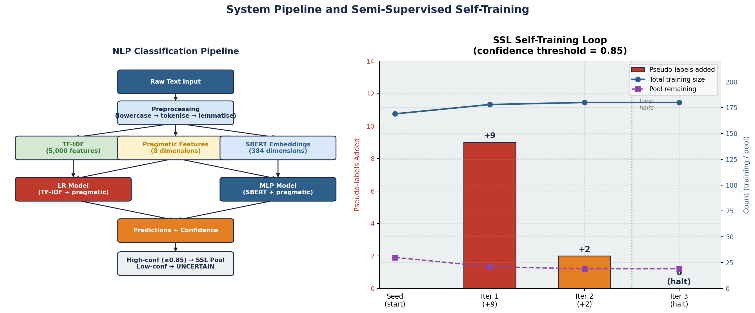 System Pipeline and Semi-Supervised Self-Training
NLP Classification Pipeline
Raw Text Input
Preprocessing
(lowercase → tokenise → lemmatise)
TF-IDF
(5,000 features)
Pragmatic Features
(8 dimensions)
SBERT Embeddings
(384 dimensions)
LR Model
(TF-IDF + pragmatic)
MLP Model
(SBERT + pragmatic)
Predictions + Confidence
High-conf (≥0.85) → SSL Pool
Low-conf → UNCERTAIN
SSL Self-Training Loop
(confidence threshold = 0.85)
Pseudo-labels added
Total training size
Pool remaining
Loop
halts
+9
+2
0
(halt)
Pseudo-labels Added
0
2
4
6
8
10
12
14
Count (training / pool)
0
25
50
75
100
125
150
175
200
Seed
(start)
Iter 1
(+9)
Iter 2
(+2)
Iter 3
(halt)